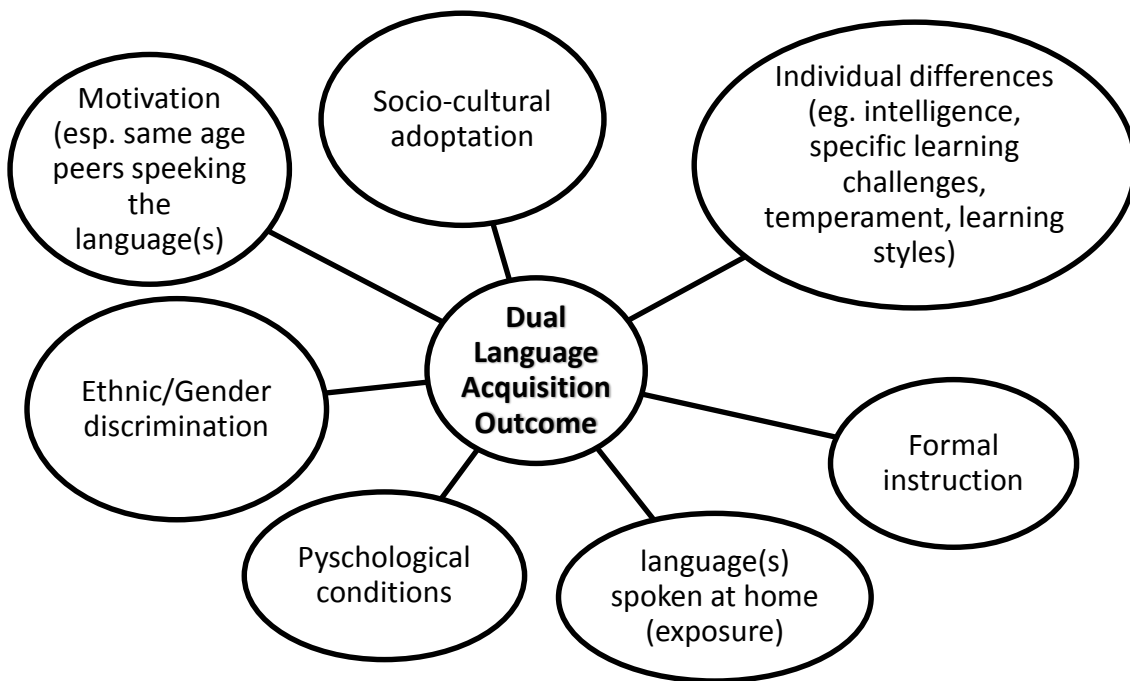 Motivation
(esp. same age
peers speeking
the
language(s)
Socio-cultural
adoptation
Individual differences
(eg. intelligence,
specific learning
challenges,
temperament, learning
styles)
Dual
Language
Acquisition
Outcome
Ethnic/Gender
discrimination
Formal
instruction
Pyschological
conditions
language(s)
spoken at home
(exposure)